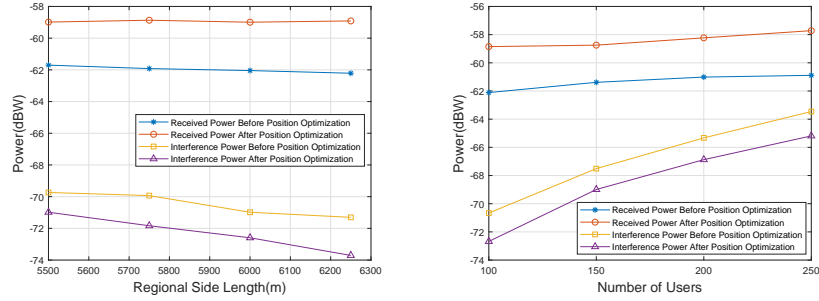 -58
-60
-62
-64
-66
-68
-70
-72
-74
Power(dBW)
Received Power Before Position Optimization
Received Power After Position Optimization
Interference Power Before Position Optimization
Interference Power After Position Optimization
5500 5600 5700 5800 5900 6000 6100 6200 6300
Regional Side Length(m)
-56
-58
-60
-62
-64
-66
-68
-70
-72
-74
Power(dBW)
Received Power Before Position Optimization
Received Power After Position Optimization
Interference Power Before Position Optimization
Interference Power After Position Optimization
100 150 200 250
Number of Users